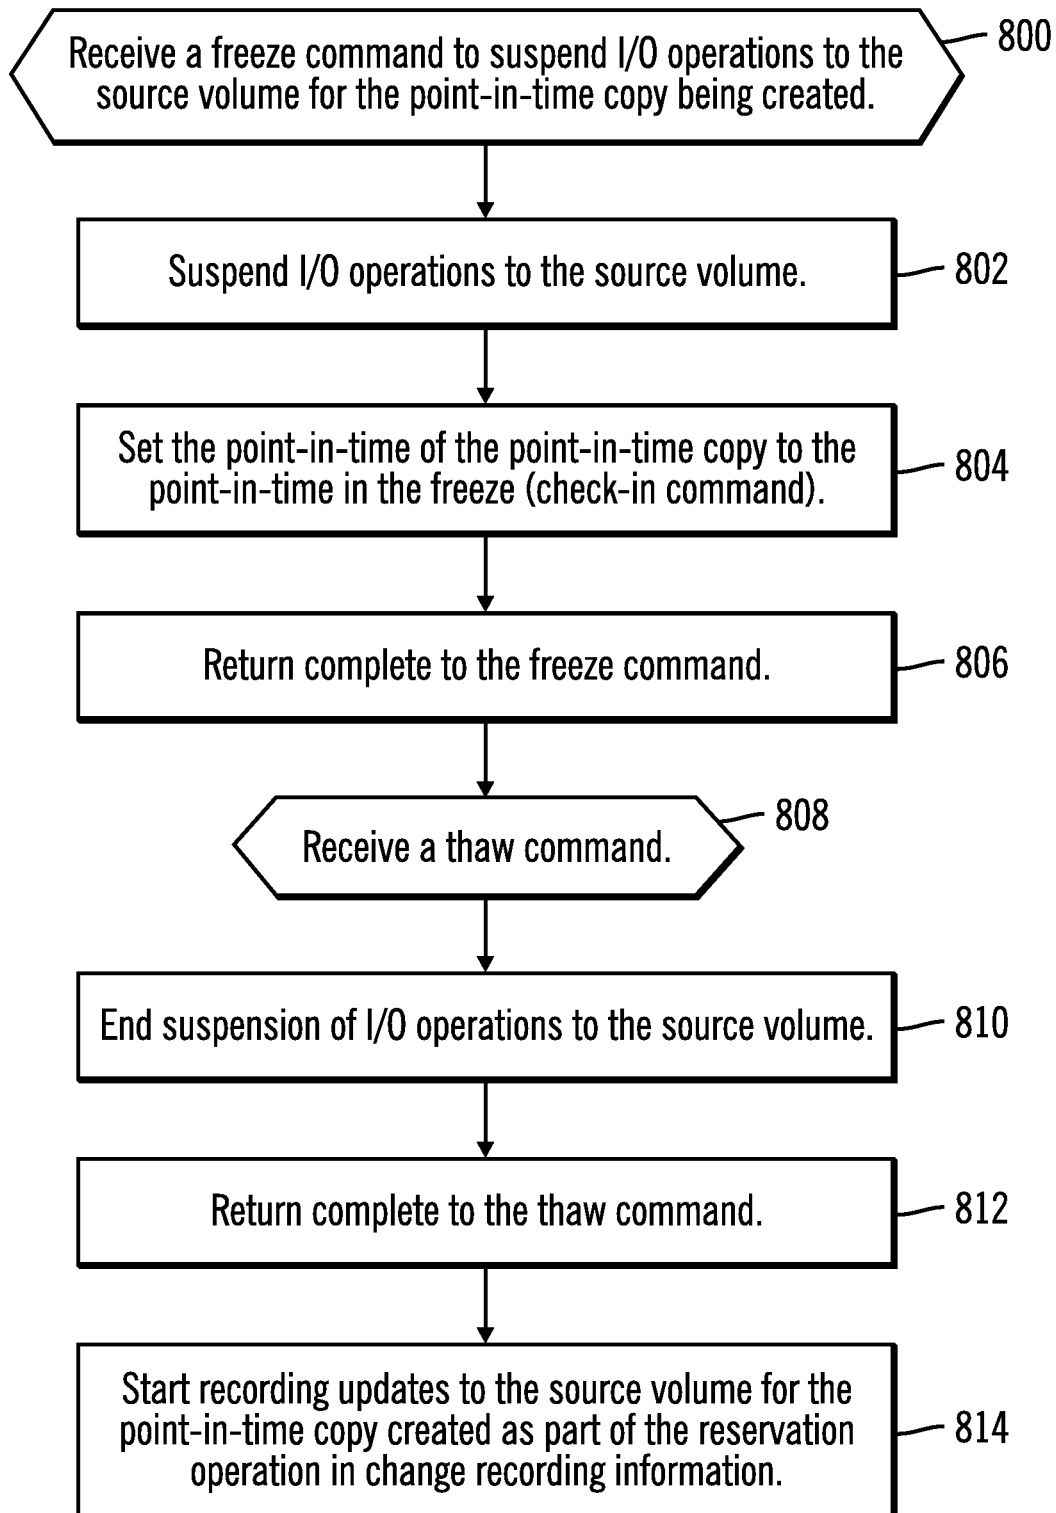 Receive a freeze command to suspend I/O operations to the
source volume for the point-in-time copy being created.
800
Suspend I/O operations to the source volume.
802
Set the point-in-time of the point-in-time copy to the
point-in-time in the freeze (check-in command).
804
Return complete to the freeze command.
806
Receive a thaw command.
808
End suspension of I/O operations to the source volume.
810
Return complete to the thaw command.
812
Start recording updates to the source volume for the
point-in-time copy created as part of the reservation
operation in change recording information.
814